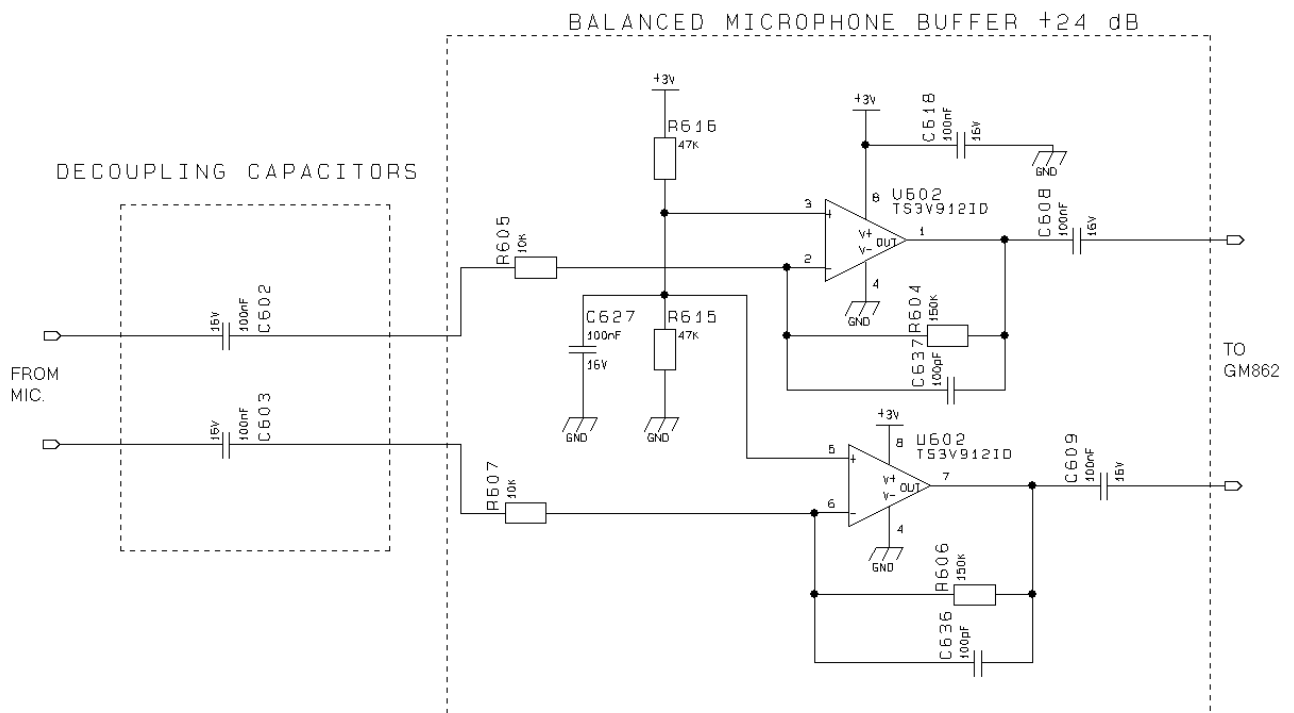 BALANCED MICROPHONE BUFFER +24 dB
DECOUPLING CAPACITORS
+3V
R616
47K
+3V
C618
100nF
16V
GND
U602
TS3V912ID
8
3
+
V+
OUT
1
2
-
V-
4
GND
C608
100nF
16V
R605
10K
C602
100nF
16V
C627
100nF
16V
GND
R615
47K
GND
R604
150K
C637
100pF
FROM
MIC.
TO
GM862
C603
100nF
16V
+3V
8
U602
TS3V912ID
5
+
V+
OUT
7
6
-
V-
4
GND
C609
100nF
16V
R607
10K
R606
150K
C636
100pF